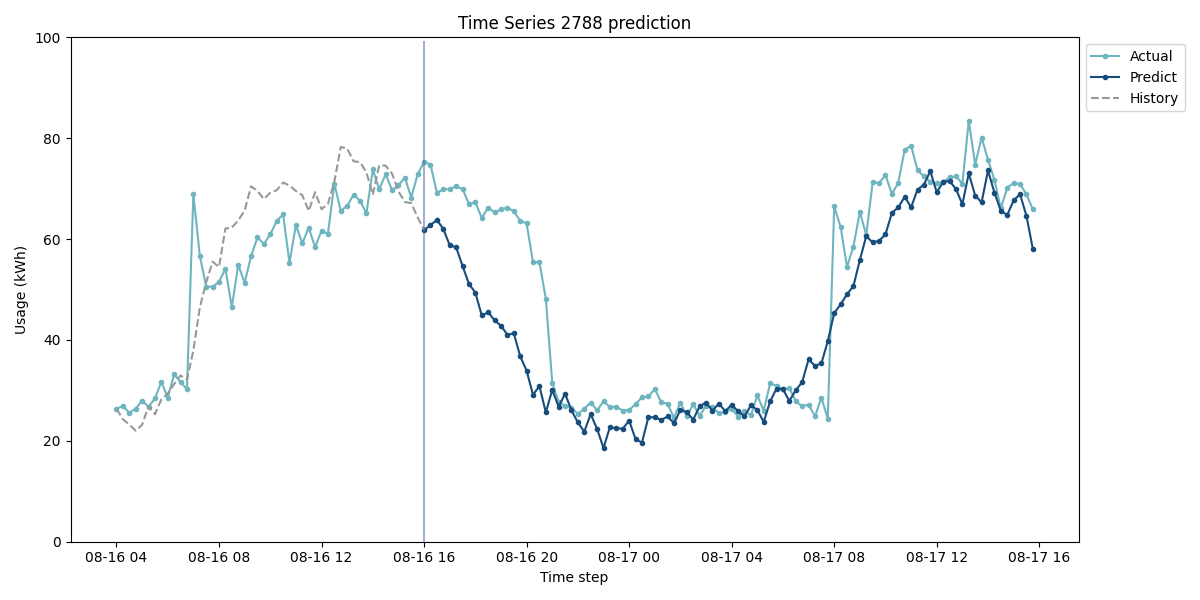 Time Series 2788 prediction
100
80
60
40
20
0
Usage (kWh)
08-16 04
08-16 08
08-16 12
08-16 16
08-16 20
08-17 00
08-17 04
08-17 08
08-17 12
08-17 16
Time step
Actual
Predict
History